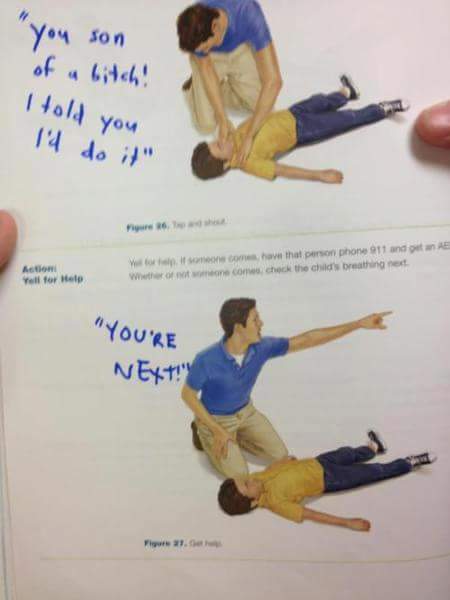 "You son
of a bitch!
I told you
I'd do it"
Figure 26. Tap and shout.
Action:
Yell for Help
Yell for help. If someone comes, have that person phone 911 and get an AE
Whether or not someone comes, check the child's breathing next.
"YOU'RE
NEXT!"
Figure 27. Get help.